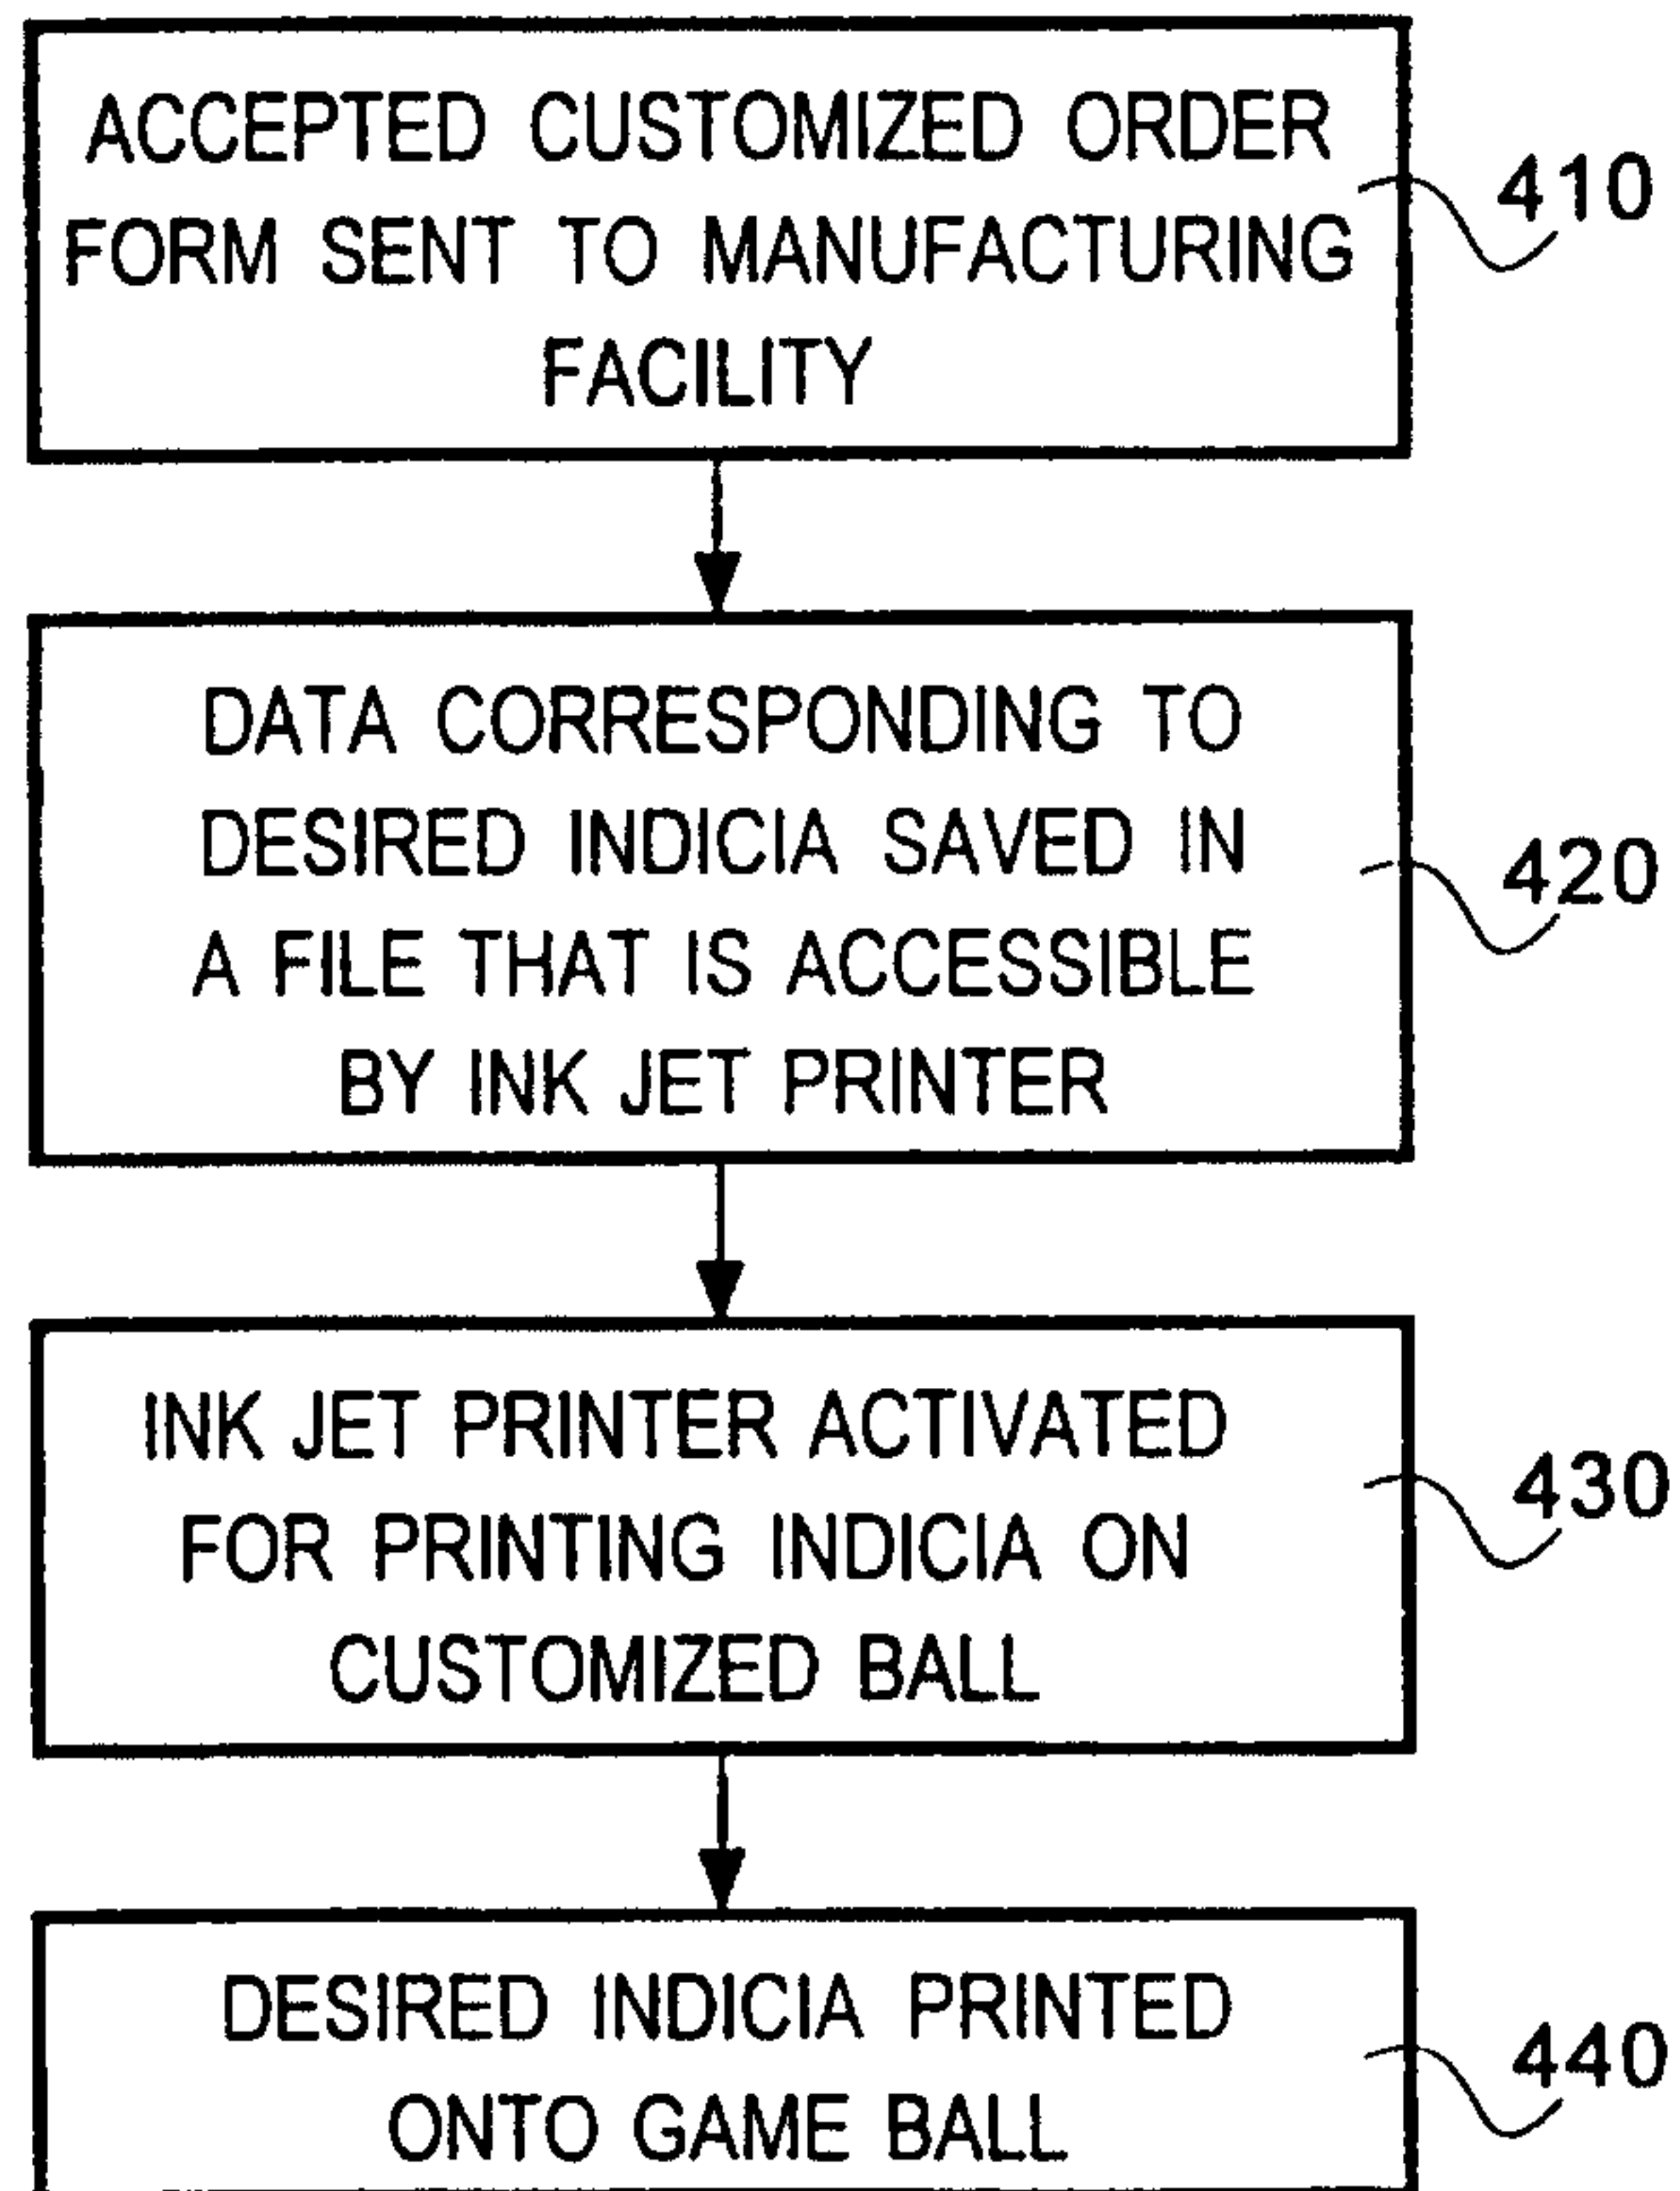 ACCEPTED CUSTOMIZED ORDER
FORM SENT TO MANUFACTURING
FACILITY
410
DATA CORRESPONDING TO
DESIRED INDICIA SAVED IN
A FILE THAT IS ACCESSIBLE
BY INK JET PRINTER
420
INK JET PRINTER ACTIVATED
FOR PRINTING INDICIA ON
CUSTOMIZED BALL
430
DESIRED INDICIA PRINTED
ONTO GAME BALL
440